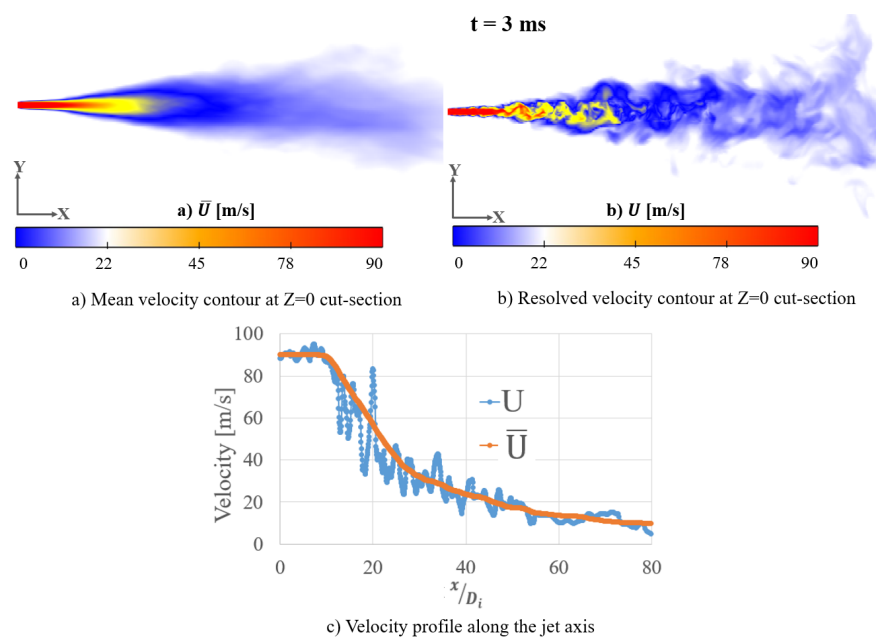 t = 3 ms
Y
X
a) U̅ [m/s]
0 22 45 78 90
a) Mean velocity contour at Z=0 cut-section
Y
X
b) U [m/s]
0 22 45 78 90
b) Resolved velocity contour at Z=0 cut-section
100
80
60
40
20
0
Velocity [m/s]
U
U̅
0 20 40 60 80
x/Dᵢ
c) Velocity profile along the jet axis